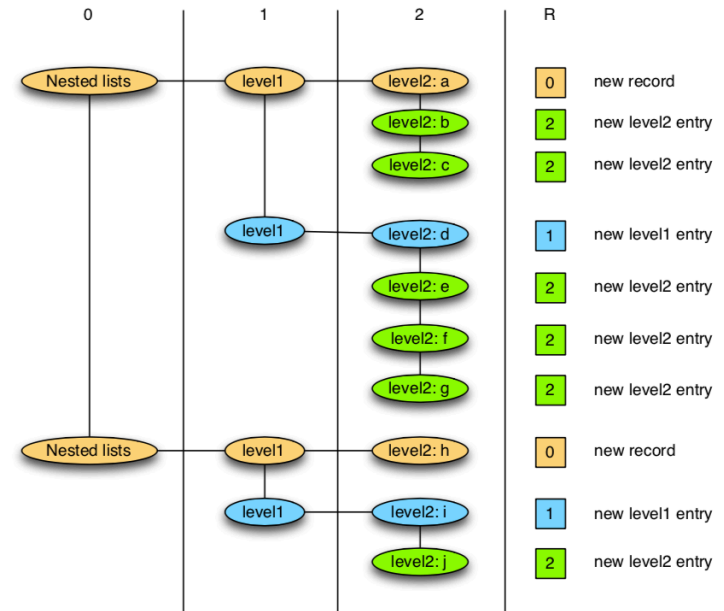 0 1 2 R
Nested lists level1 level2: a 0 new record
level2: b 2 new level2 entry
level2: c 2 new level2 entry
level1 level2: d 1 new level1 entry
level2: e 2 new level2 entry
level2: f 2 new level2 entry
level2: g 2 new level2 entry
Nested lists level1 level2: h 0 new record
level1 level2: i 1 new level1 entry
level2: j 2 new level2 entry